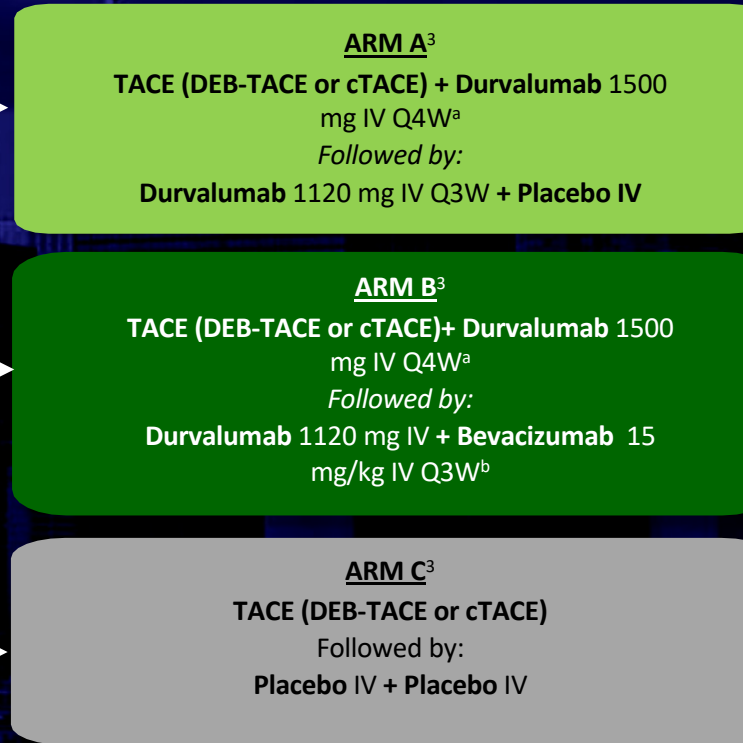 ARM A³
TACE (DEB-TACE or cTACE) + Durvalumab 1500
mg IV Q4Wᵃ
Followed by:
Durvalumab 1120 mg IV Q3W + Placebo IV
ARM B³
TACE (DEB-TACE or cTACE)+ Durvalumab 1500
mg IV Q4Wᵃ
Followed by:
Durvalumab 1120 mg IV + Bevacizumab 15
mg/kg IV Q3Wᵇ
ARM C³
TACE (DEB-TACE or cTACE)
Followed by:
Placebo IV + Placebo IV